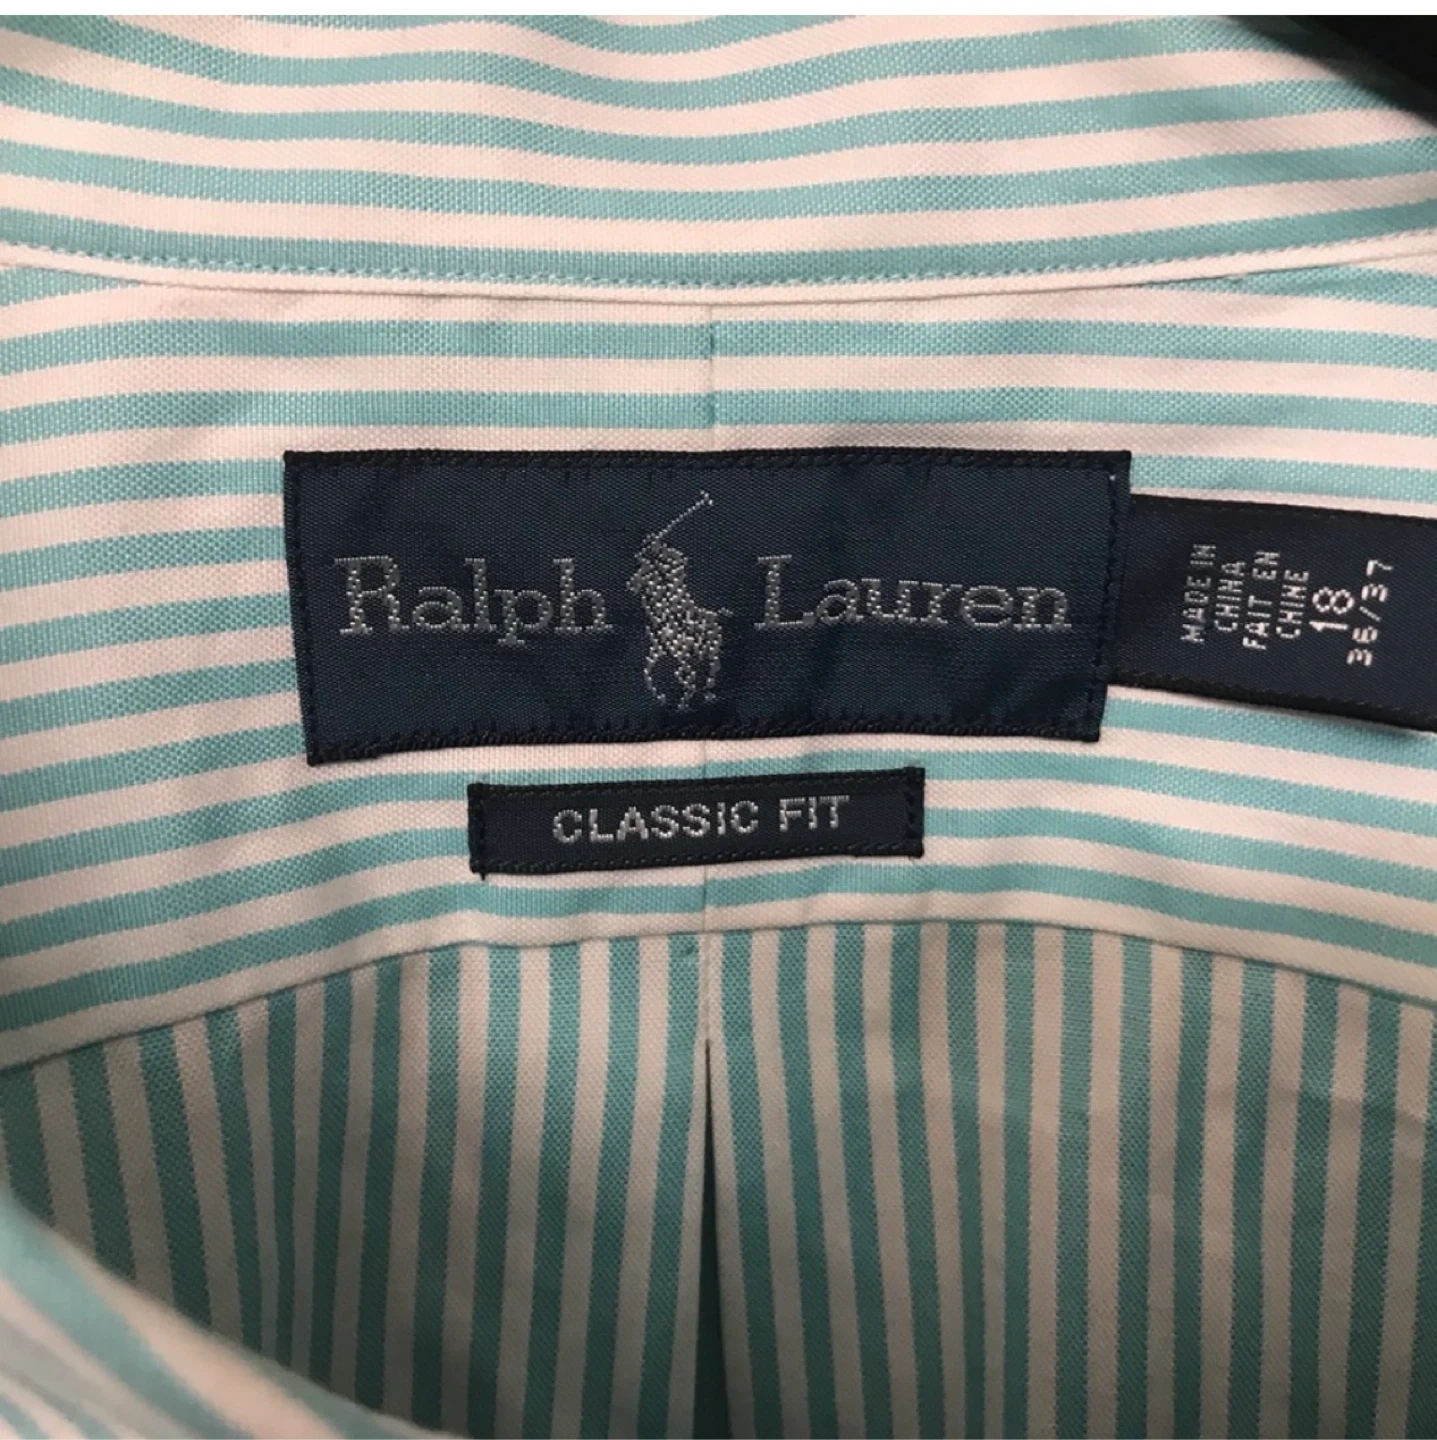 Ralph Lauren
CLASSIC FIT
MADE IN
CHINA
FAIT EN
CHINE
18
36/37